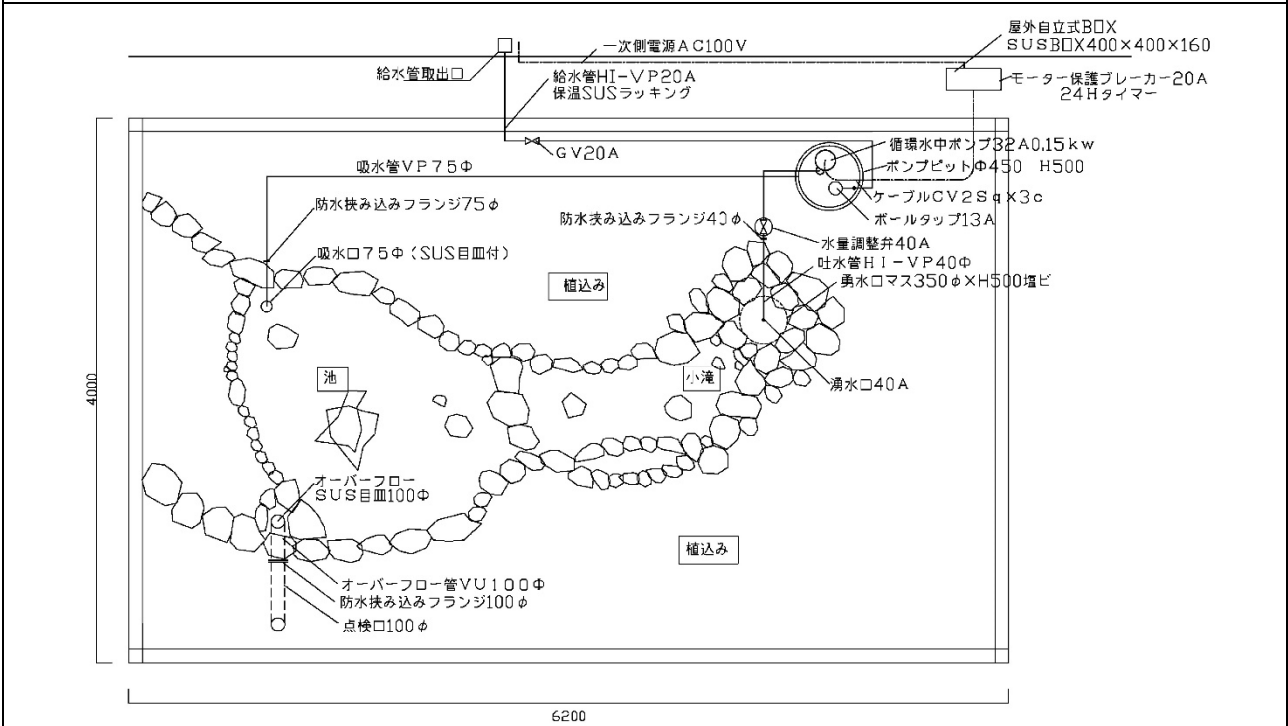 屋外自立式BOX
SUSBOX400×400×160
一次側電源AC100V
給水管取出口
給水管HI-VP20A
保温SUSラッキング
モーター保護ブレーカー20A
24Hタイマー
GV20A
循環水中ポンプ32A0.15kw
吸水管VP75Φ
ポンプピットΦ450 H500
ケーブルCV2Sq×3c
防水挟み込みフランジ75φ
防水挟み込みフランジ40φ
ボールタップ13A
水量調整弁40A
吸水口75Φ(SUS目皿付)
吐水管HI-VP40Φ
植込み
勇水口マス350φ×H500塩ビ
池
小滝
湧水口40A
4000
オーバーフロー
SUS目皿100Φ
植込み
オーバーフロー管VU100Φ
防水挟み込みフランジ100φ
点検口100φ
6200